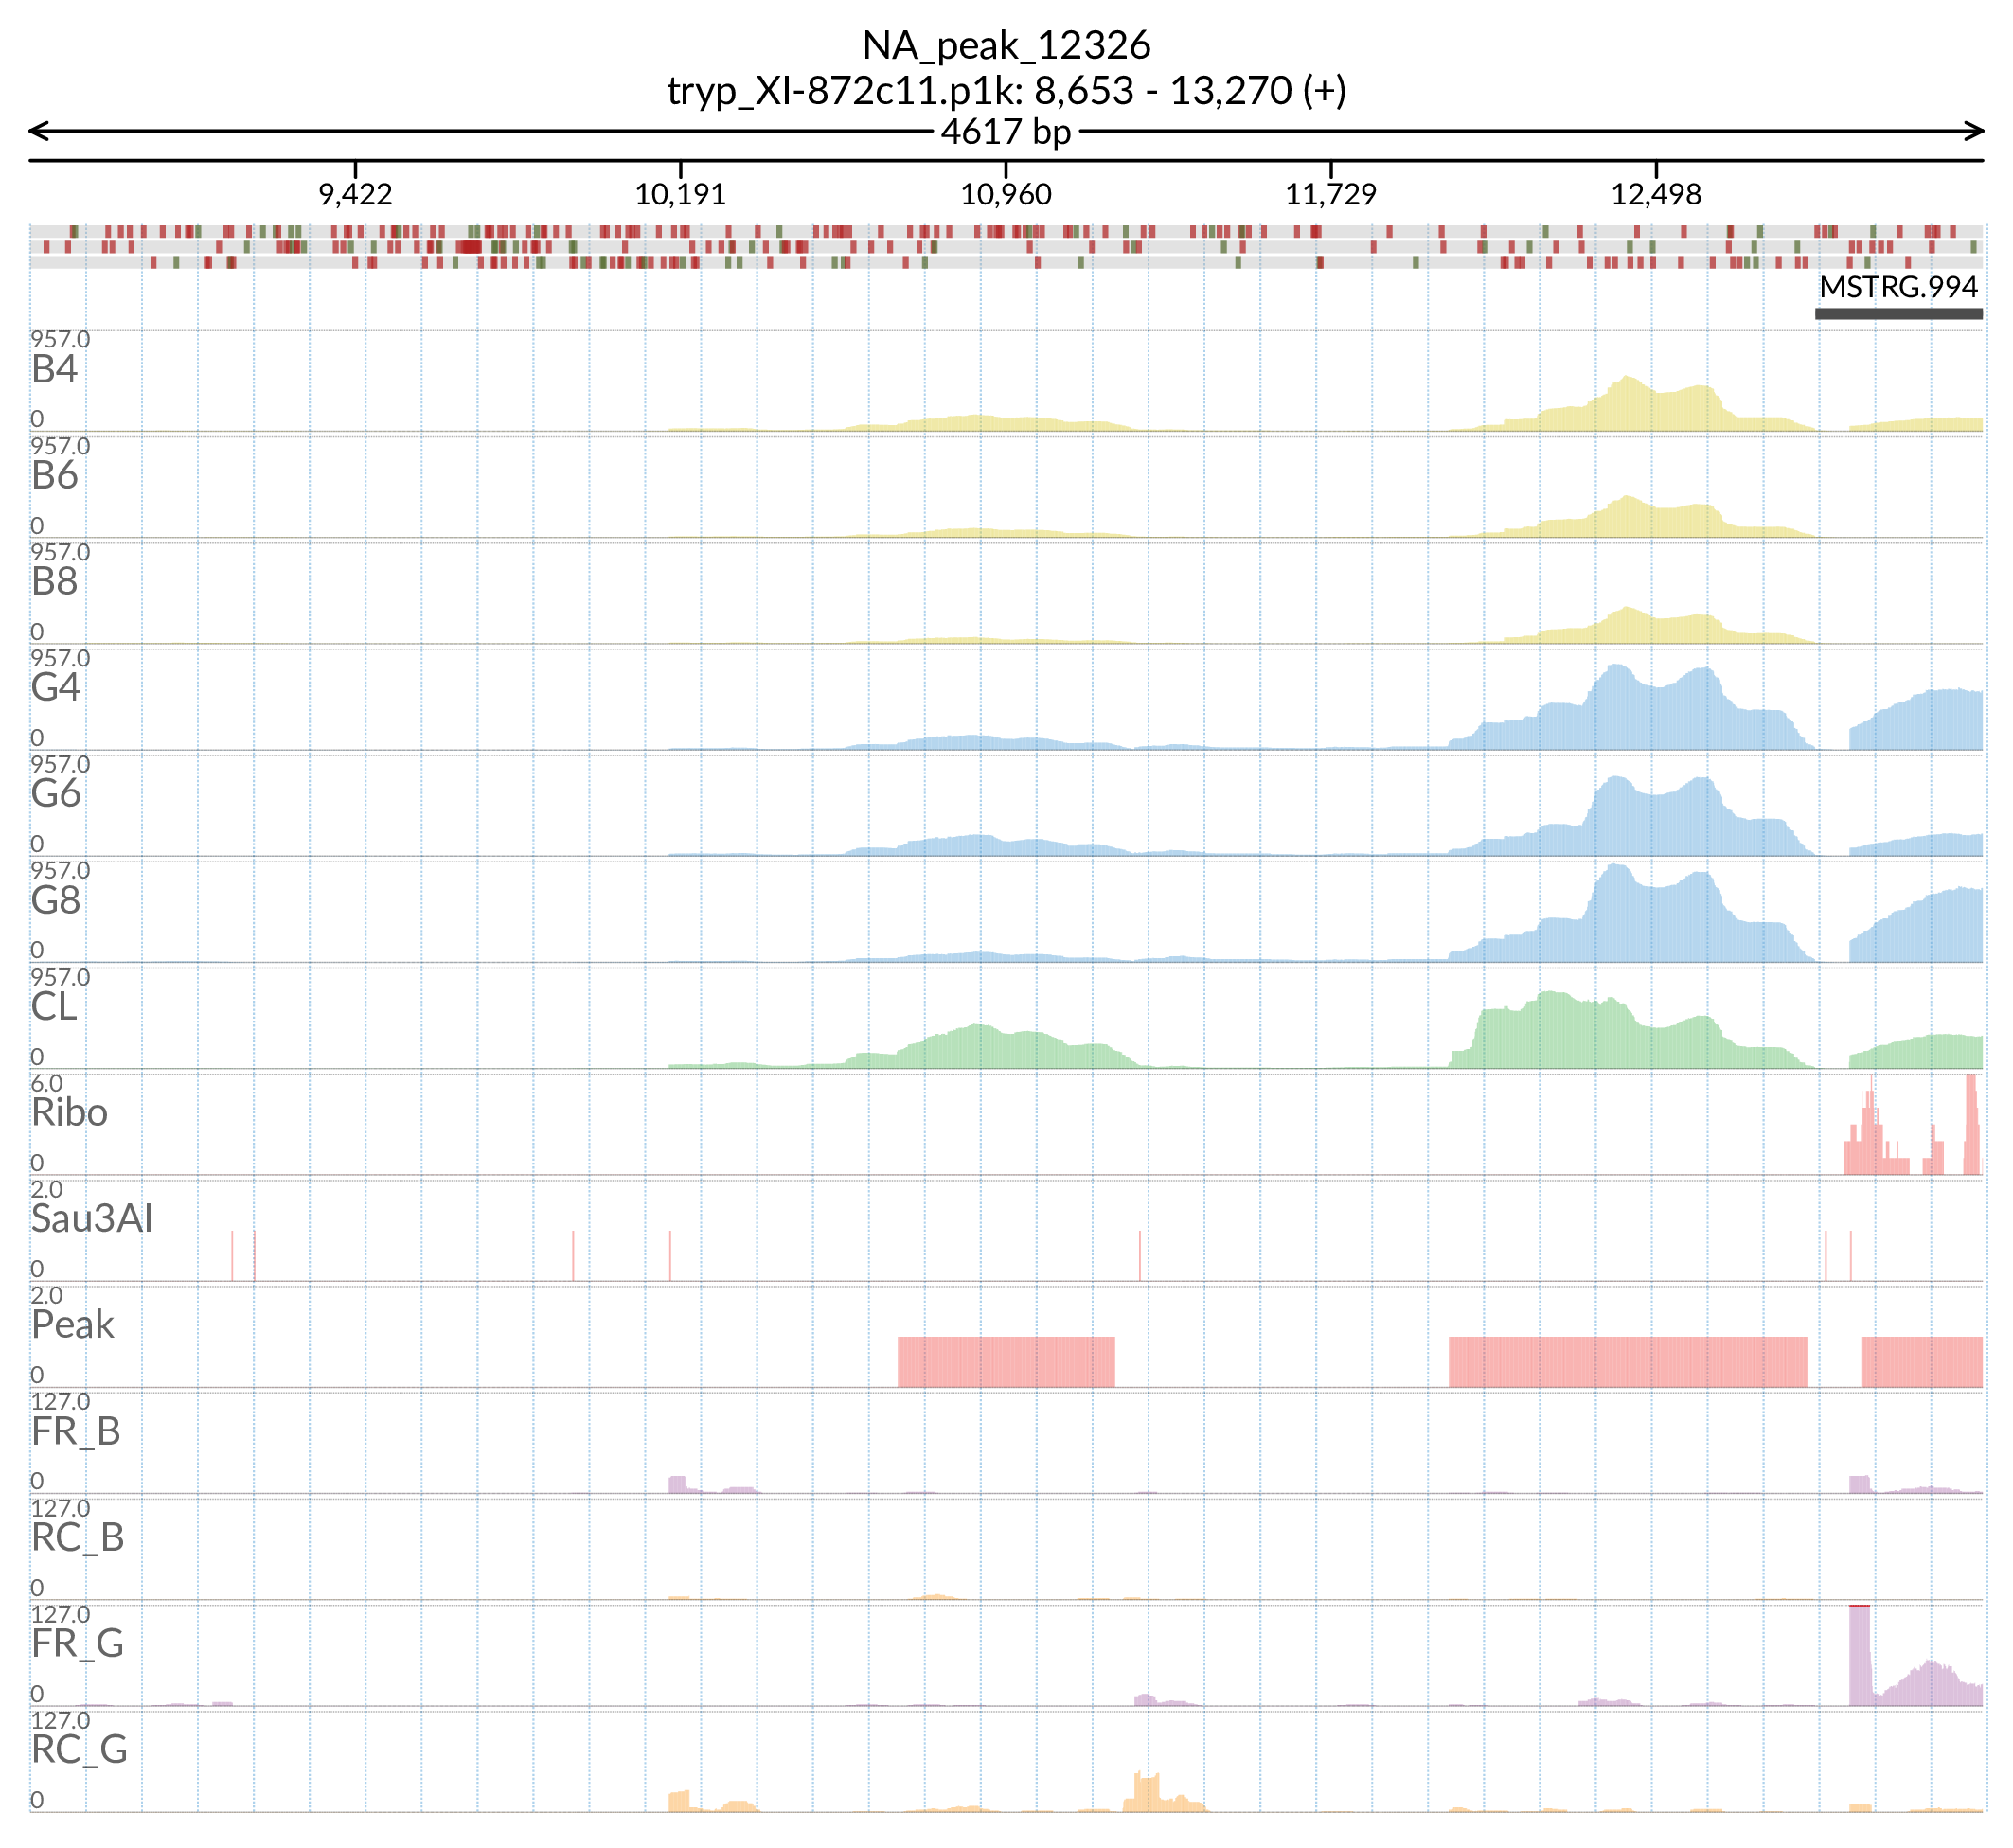 NA_peak_12326
tryp_XI-872c11.p1k: 8,653 - 13,270 (+)
4617 bp
9,422 10,191 10,960 11,729 12,498
MSTRG.994
957.0
B4
0
957.0
B6
0
957.0
B8
0
957.0
G4
0
957.0
G6
0
957.0
G8
0
957.0
CL
0
6.0
Ribo
0
2.0
Sau3AI
0
2.0
Peak
0
127.0
FR_B
0
127.0
RC_B
0
127.0
FR_G
0
127.0
RC_G
0